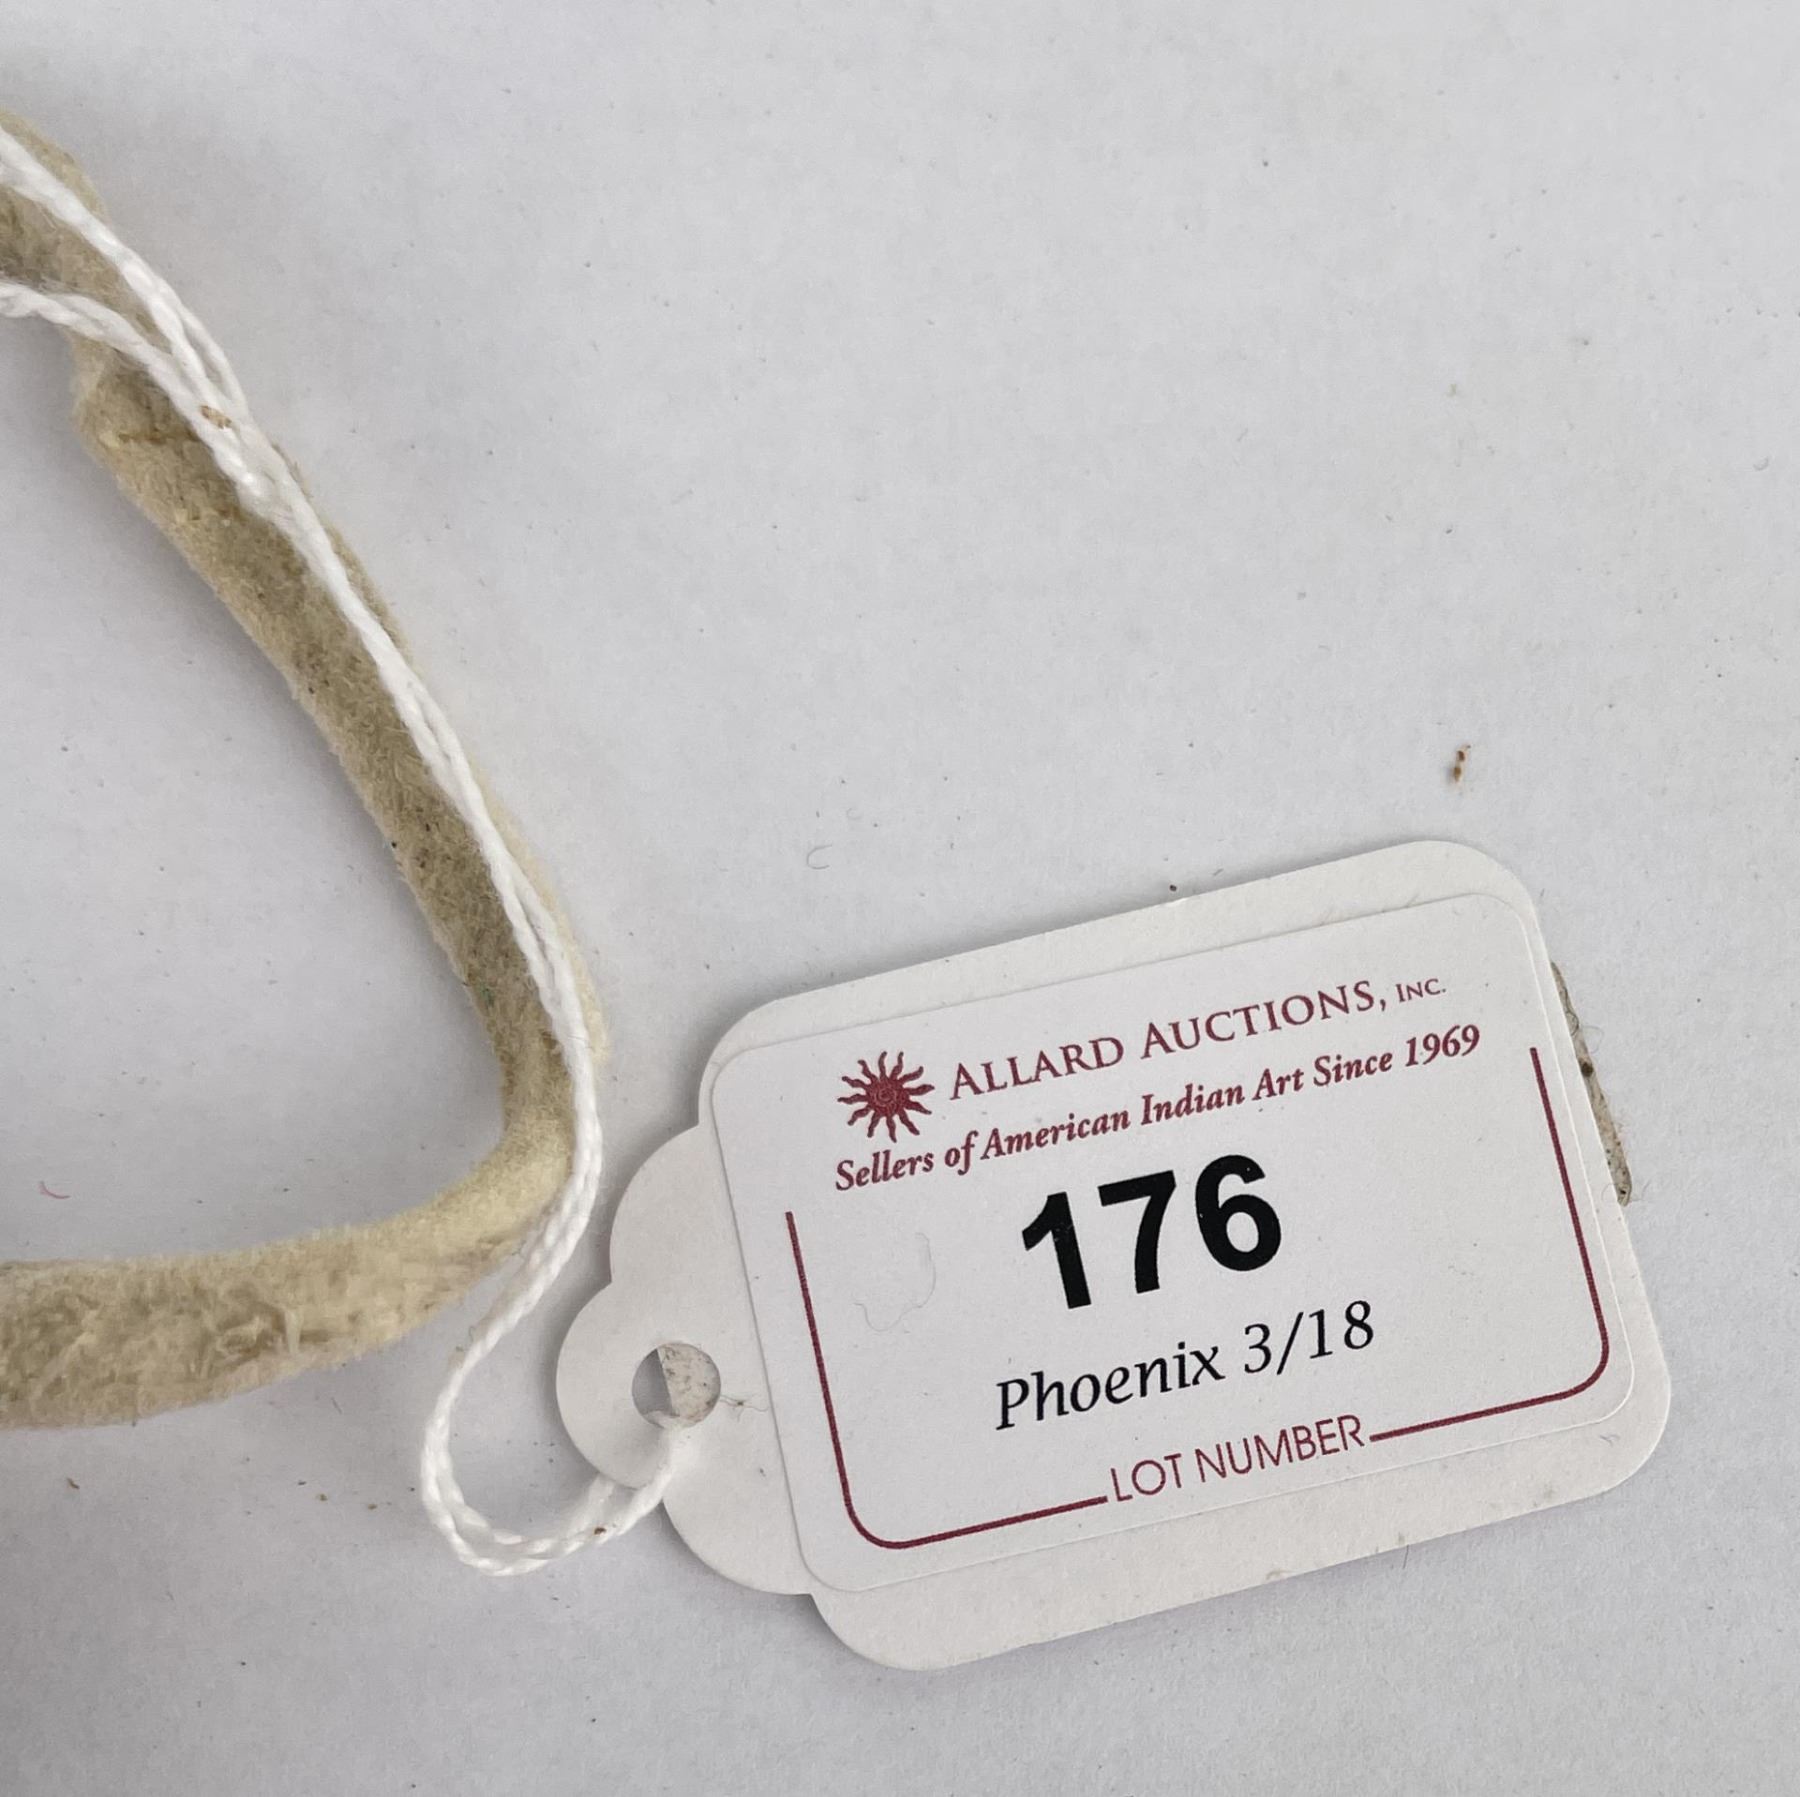 ALLARD AUCTIONS, INC.
Sellers of American Indian Art Since 1969
176
Phoenix 3/18
LOT NUMBER